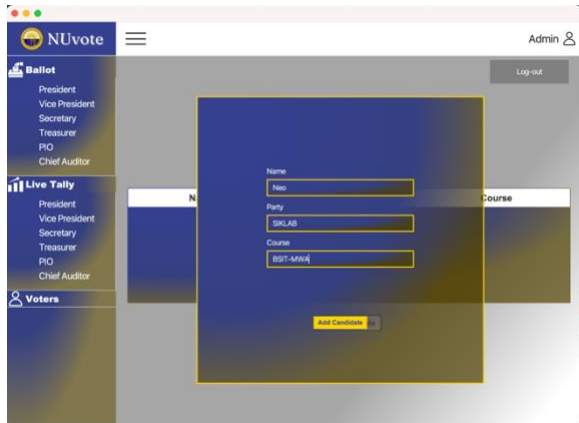 NUvote
Admin
Ballot
President
Vice President
Secretary
Treasurer
PIO
Chief Auditor
Live Tally
President
Vice President
Secretary
Treasurer
PIO
Chief Auditor
Voters
Log-out
N
Course
Name
Neo
Party
SIKLAB
Course
BSIT-MWA
Add Candidate